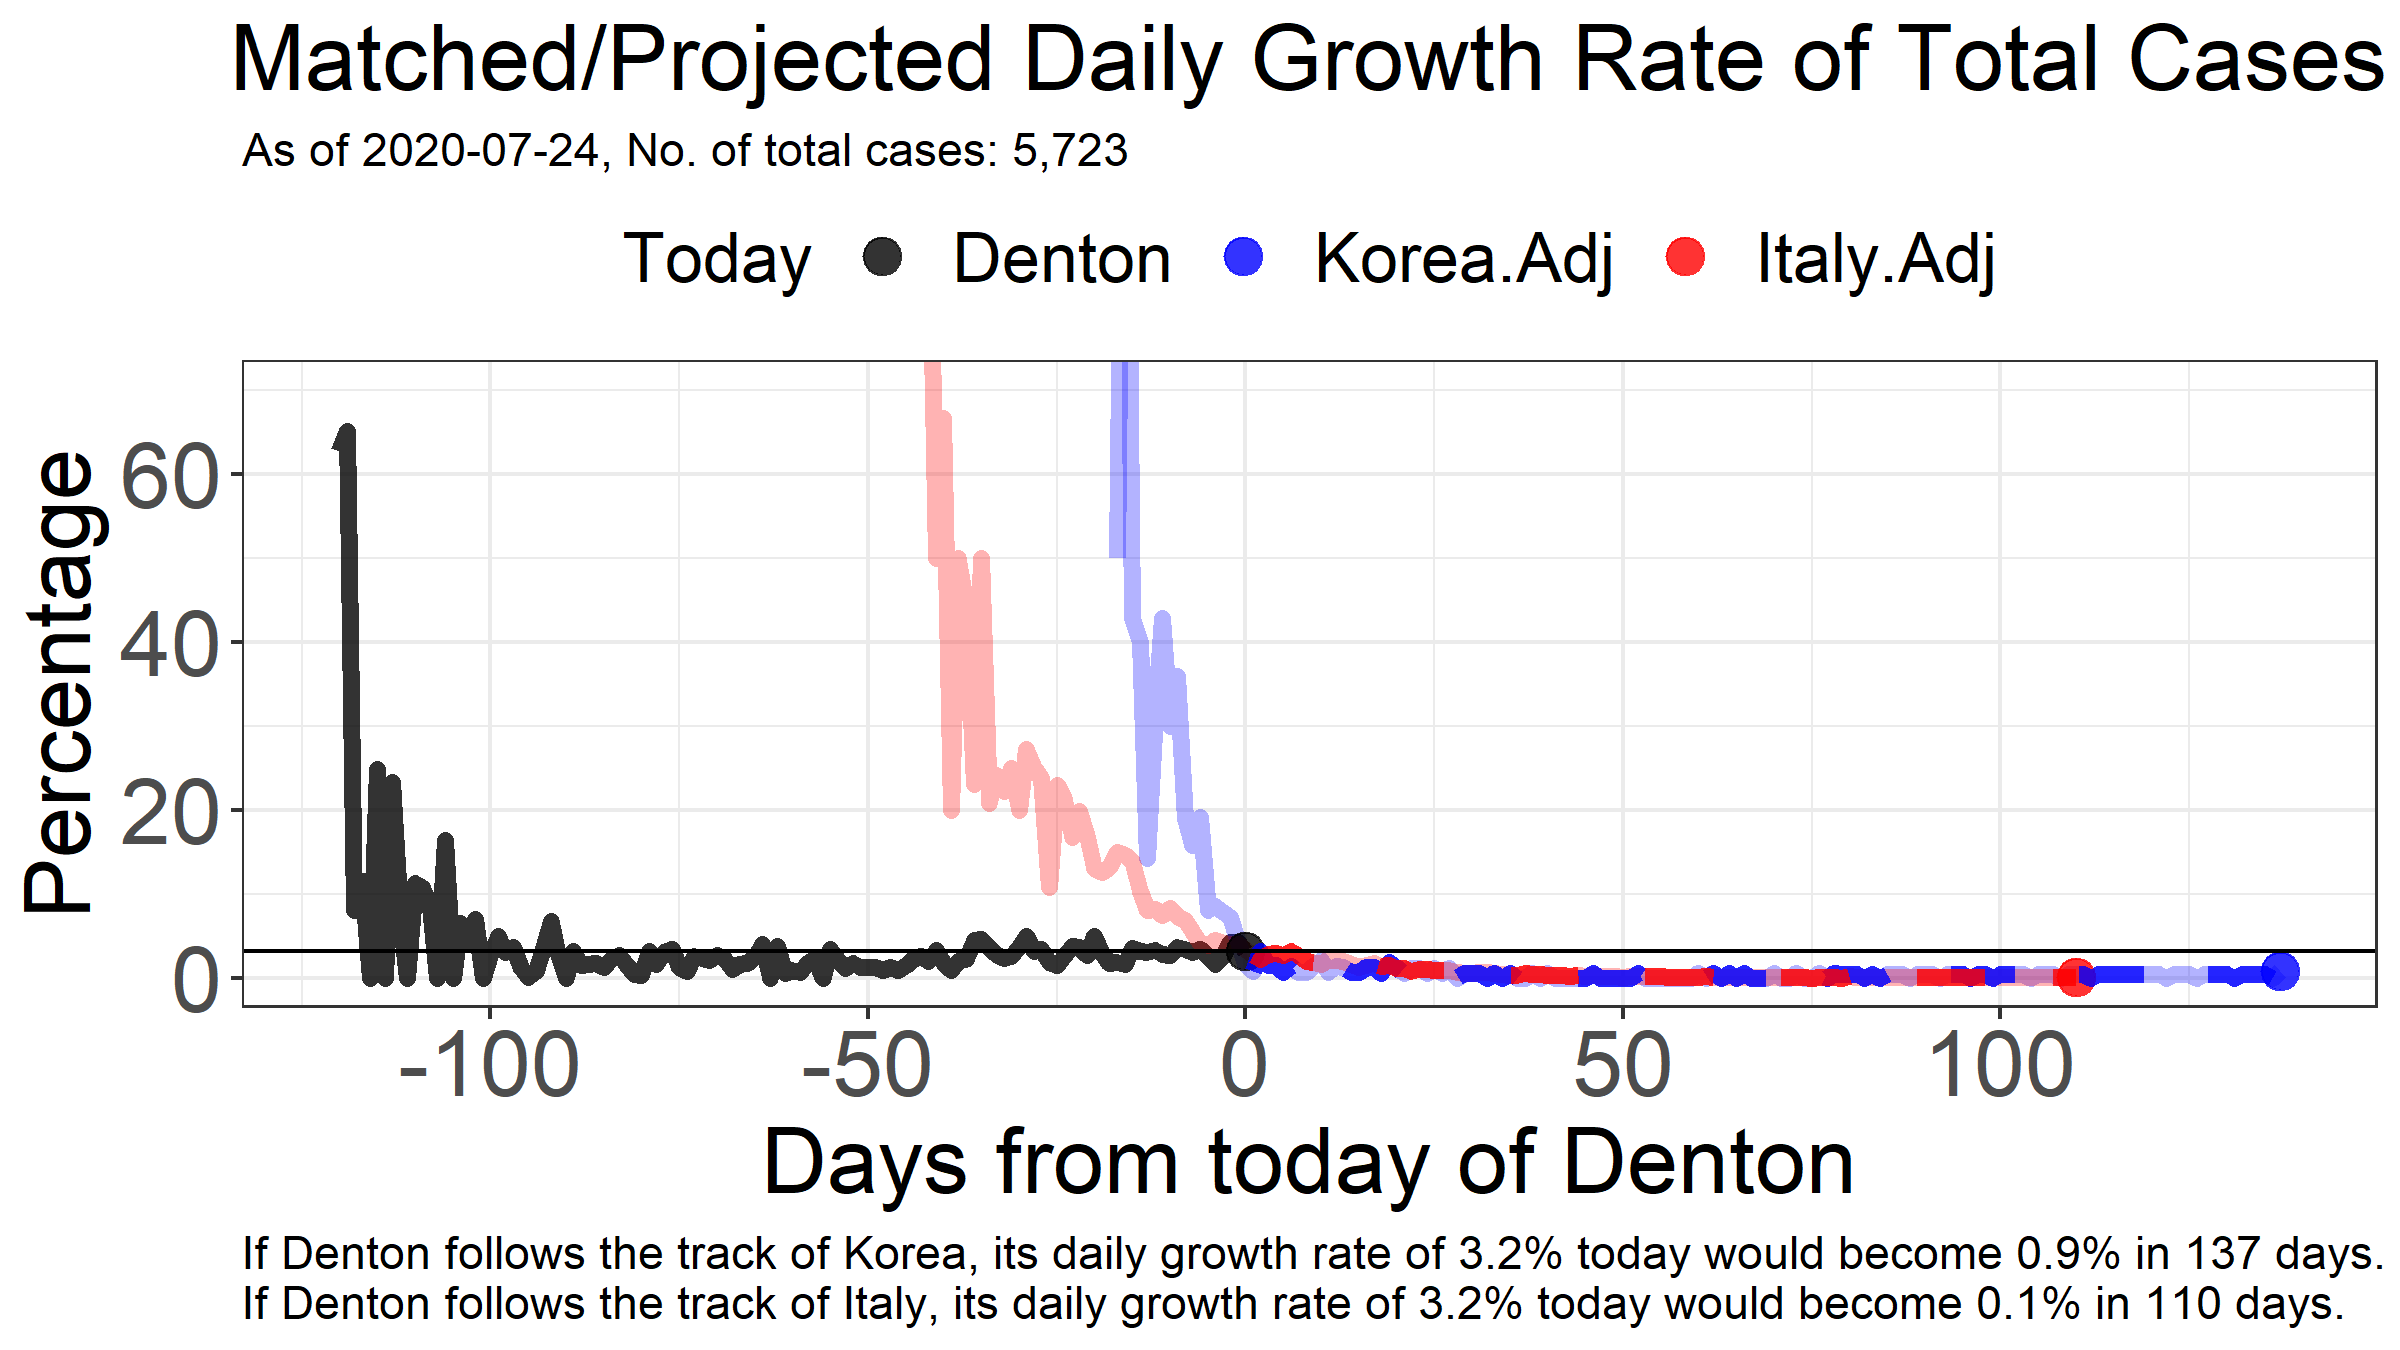 Matched/Projected Daily Growth Rate of Total Cases
As of 2020-07-24, No. of total cases: 5,723
Today Denton Korea.Adj Italy.Adj
Percentage
60
40
20
0
-100 -50 0 50 100
Days from today of Denton
If Denton follows the track of Korea, its daily growth rate of 3.2% today would become 0.9% in 137 days.
If Denton follows the track of Italy, its daily growth rate of 3.2% today would become 0.1% in 110 days.